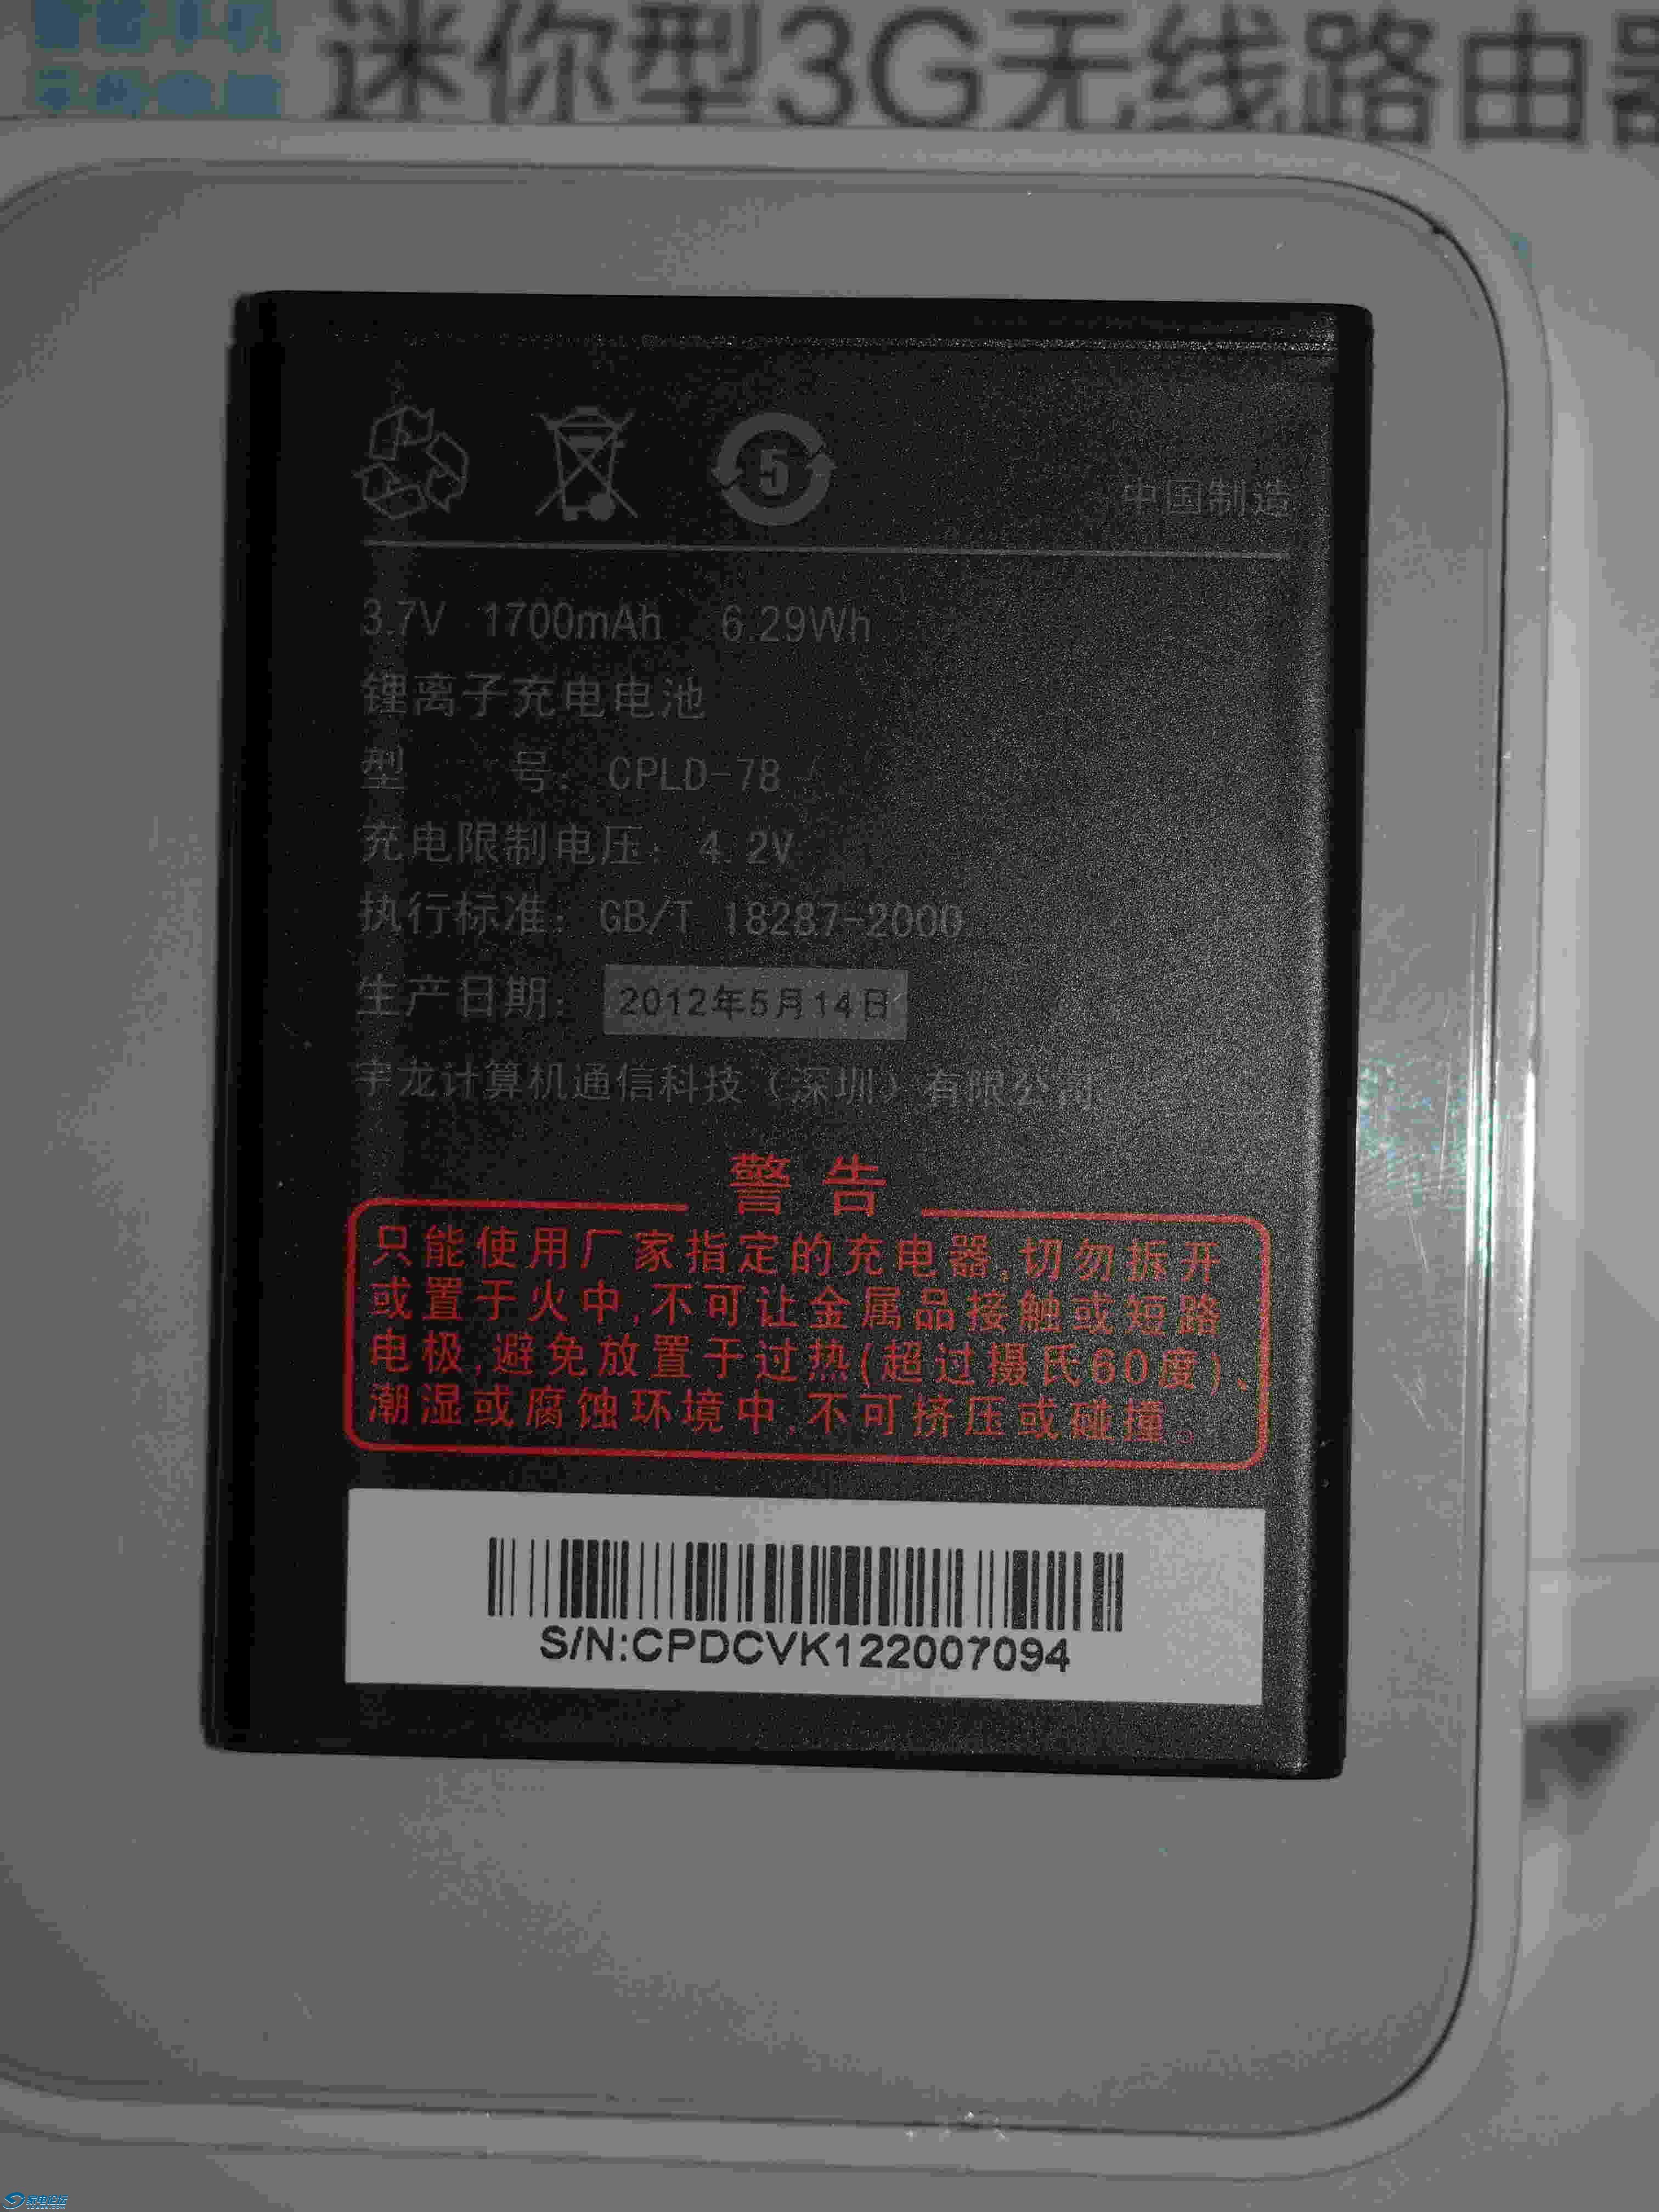 迷你型3G无线路由器
5
中国制造
3.7V 1700mAh 6.29Wh
锂离子充电电池
型 号: CPLD-78
充电限制电压: 4.2V
执行标准: GB/T 18287-2000
生产日期: 2012年5月14日
宇龙计算机通信科技(深圳)有限公司
警告
只能使用厂家指定的充电器,切勿拆开
或置于火中,不可让金属品接触或短路
电极,避免放置于过热(超过摄氏60度)、
潮湿或腐蚀环境中,不可挤压或碰撞。
S/N:CPDCVK122007094
家电论坛